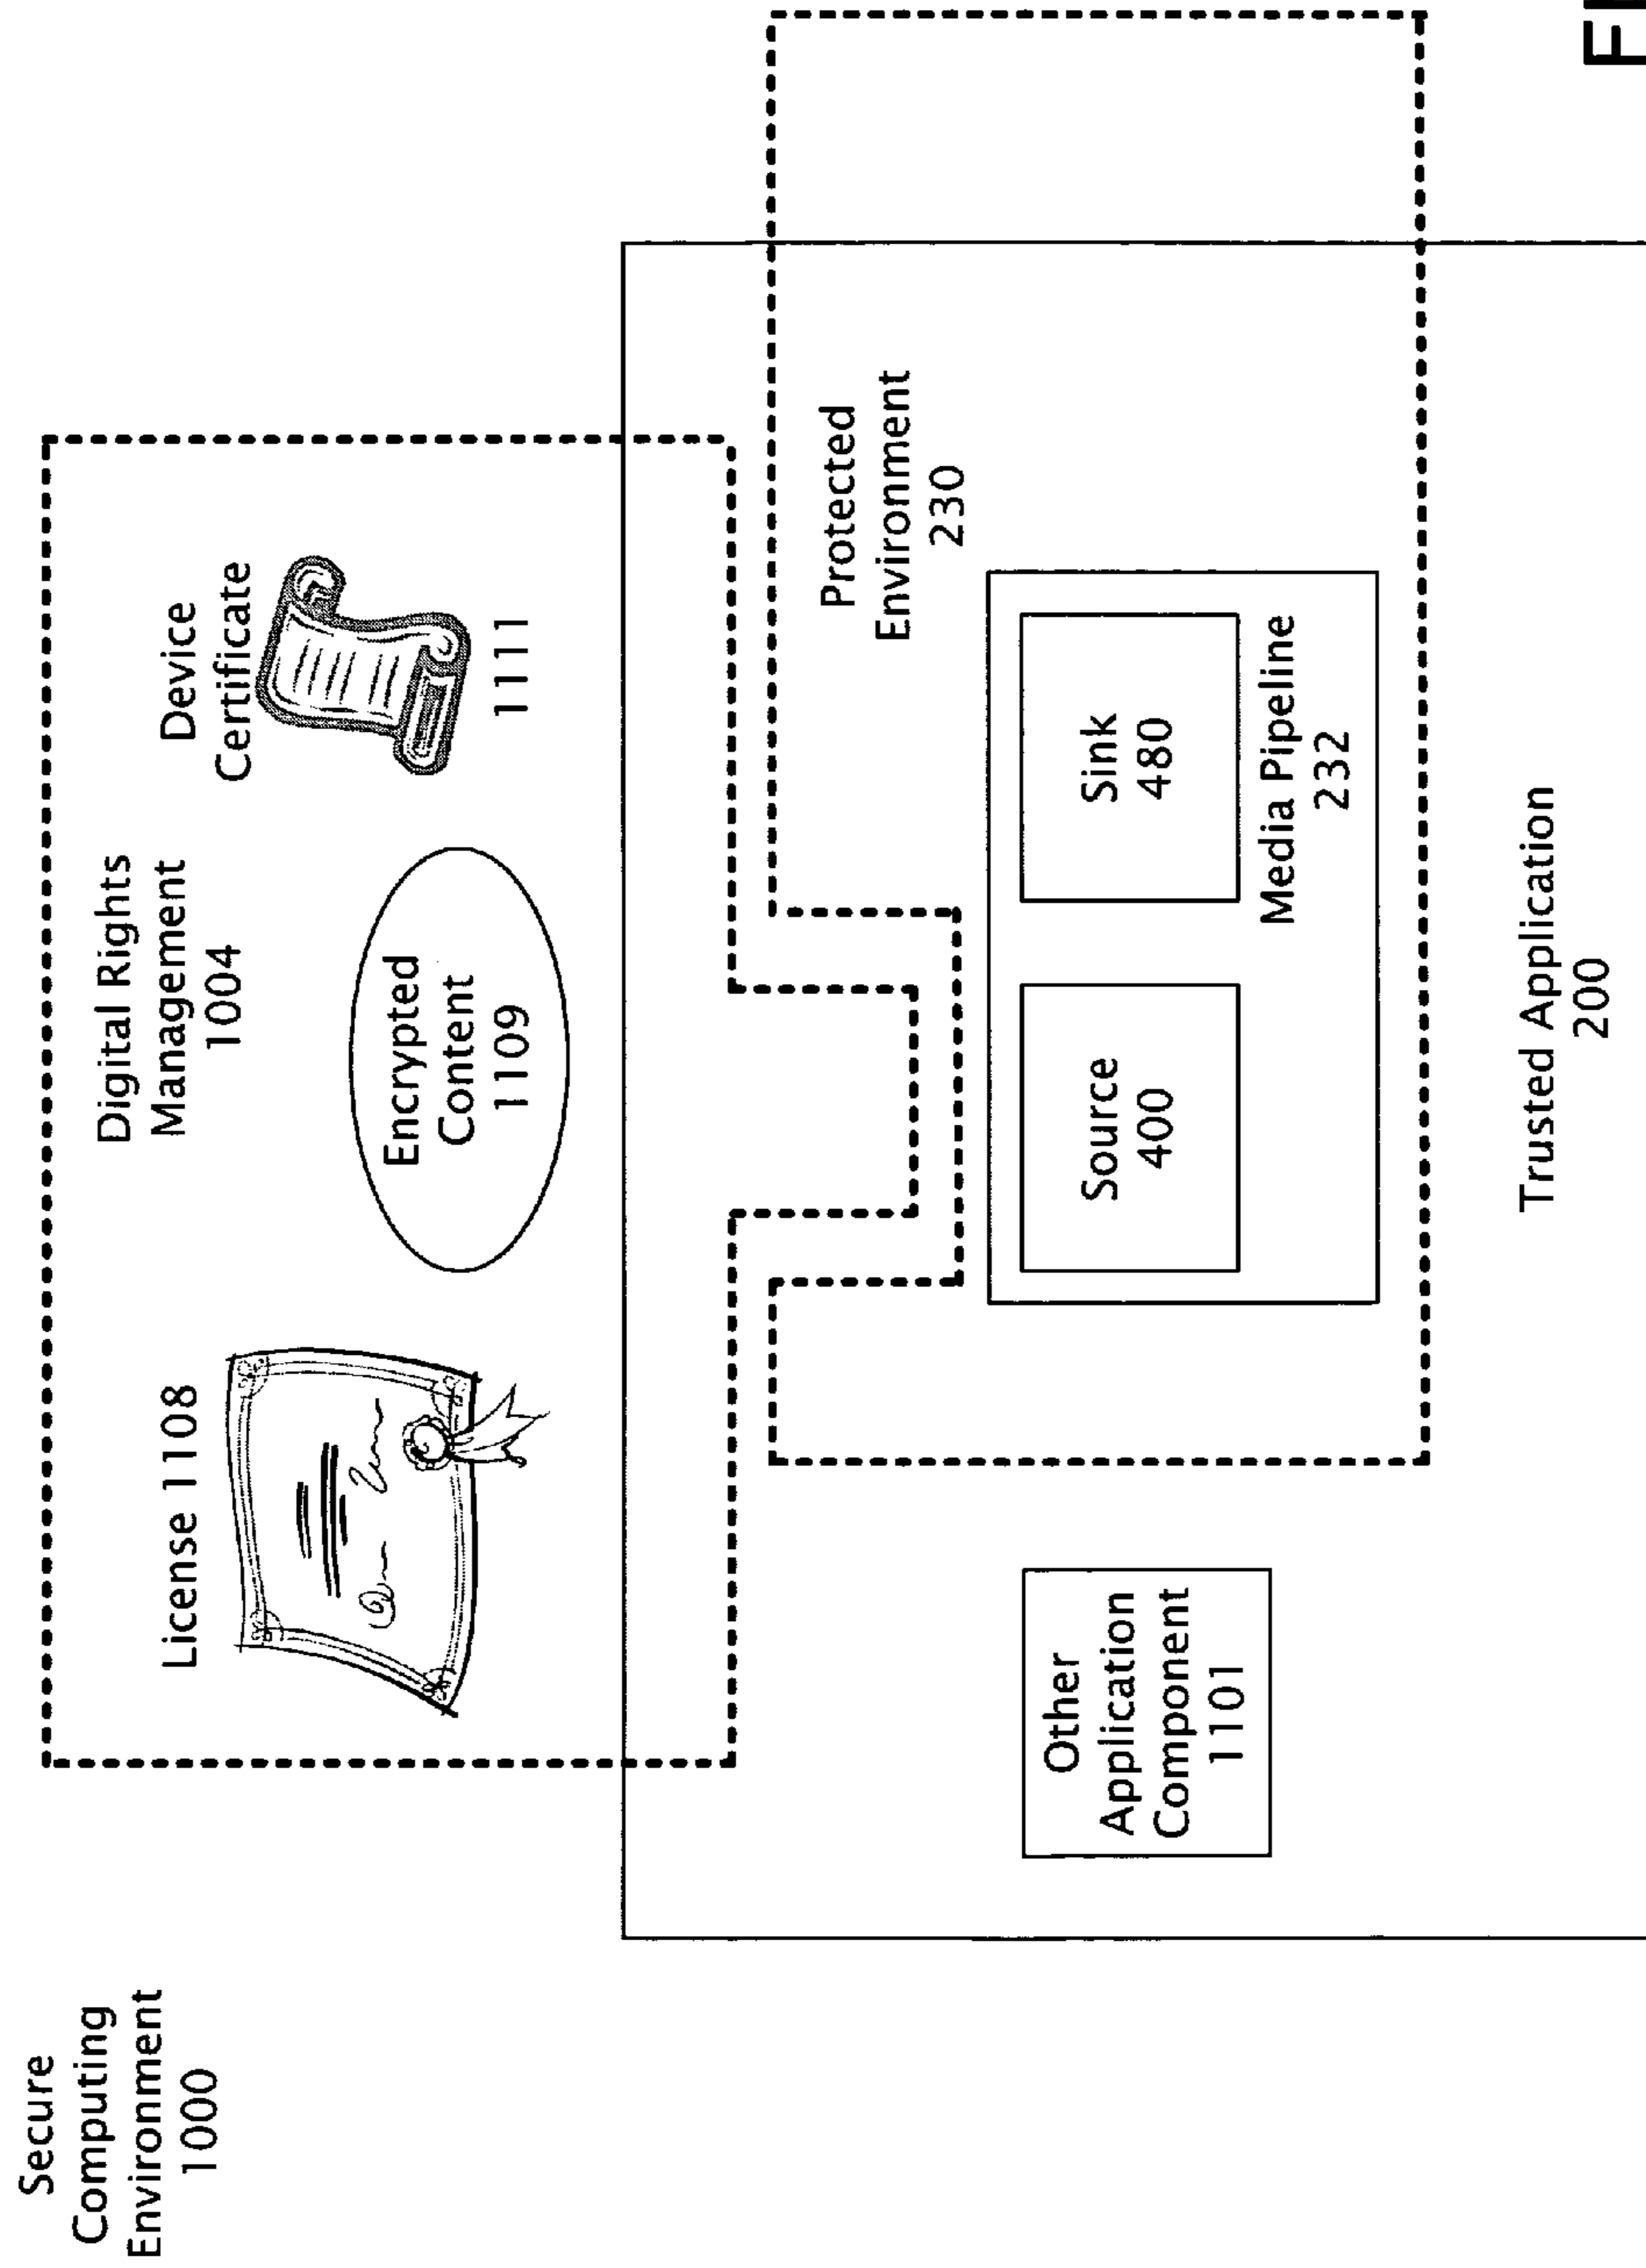 Secure
Computing
Environment
1000
Digital Rights
Management
1004
License 1108
Encrypted
Content
1109
Device
Certificate
1111
Protected
Environment
230
Other
Application
Component
1101
Source
400
Sink
480
Media Pipeline
232
Trusted Application
200